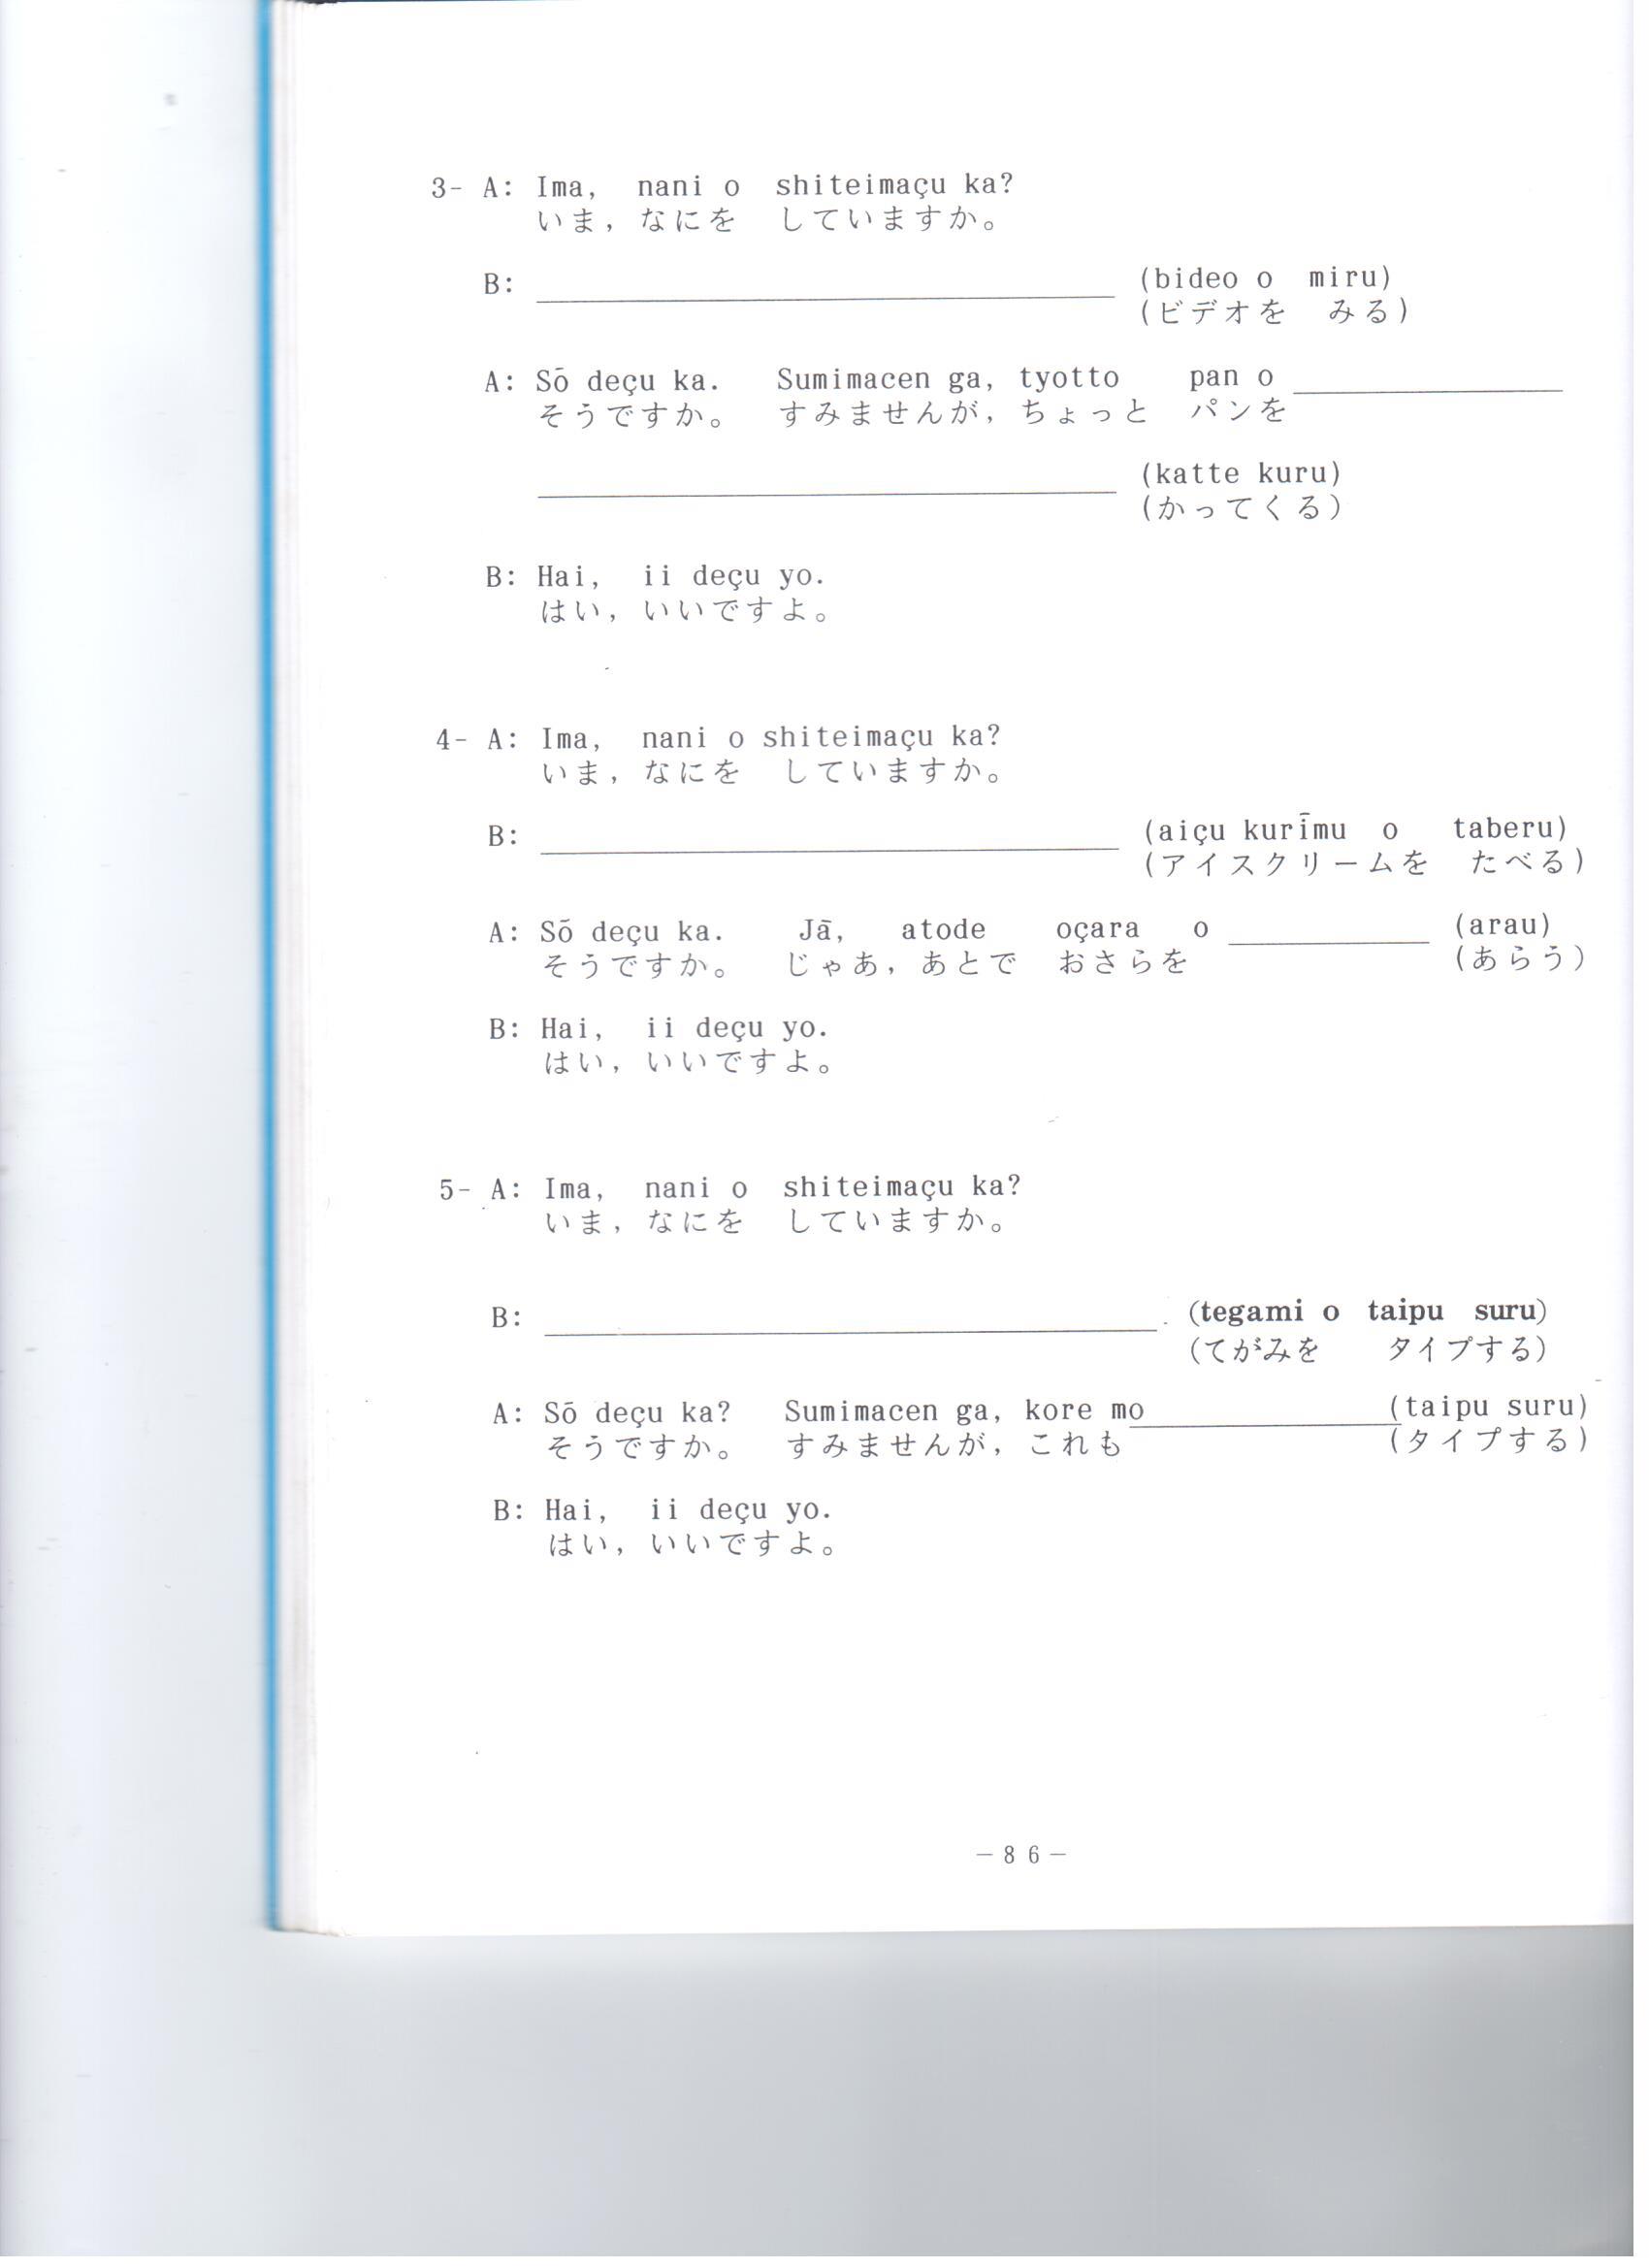 3- A: Ima, nani o shiteimaçu ka?
いま，なにを していますか。
B: ______________________ (bideo o miru)
(ビデオを みる)
A: Sō deçu ka. Sumimacen ga, tyotto pan o __________
そうですか。 すみませんが，ちょっと パンを
______________________ (katte kuru)
(かってくる)
B: Hai, ii deçu yo.
はい，いいですよ。
4- A: Ima, nani o shiteimaçu ka?
いま，なにを していますか。
B: ______________________ (aiçu kurīmu o taberu)
(アイスクリームを たべる)
A: Sō deçu ka. Jā, atode oçara o ________ (arau)
そうですか。 じゃあ，あとで おさらを (あらう)
B: Hai, ii deçu yo.
はい，いいですよ。
5- A: Ima, nani o shiteimaçu ka?
いま，なにを していますか。
B: ______________________. (tegami o taipu suru)
(てがみを タイプする)
A: Sō deçu ka? Sumimacen ga, kore mo__________(taipu suru)
そうですか。 すみませんが，これも (タイプする)
B: Hai, ii deçu yo.
はい，いいですよ。
－86－